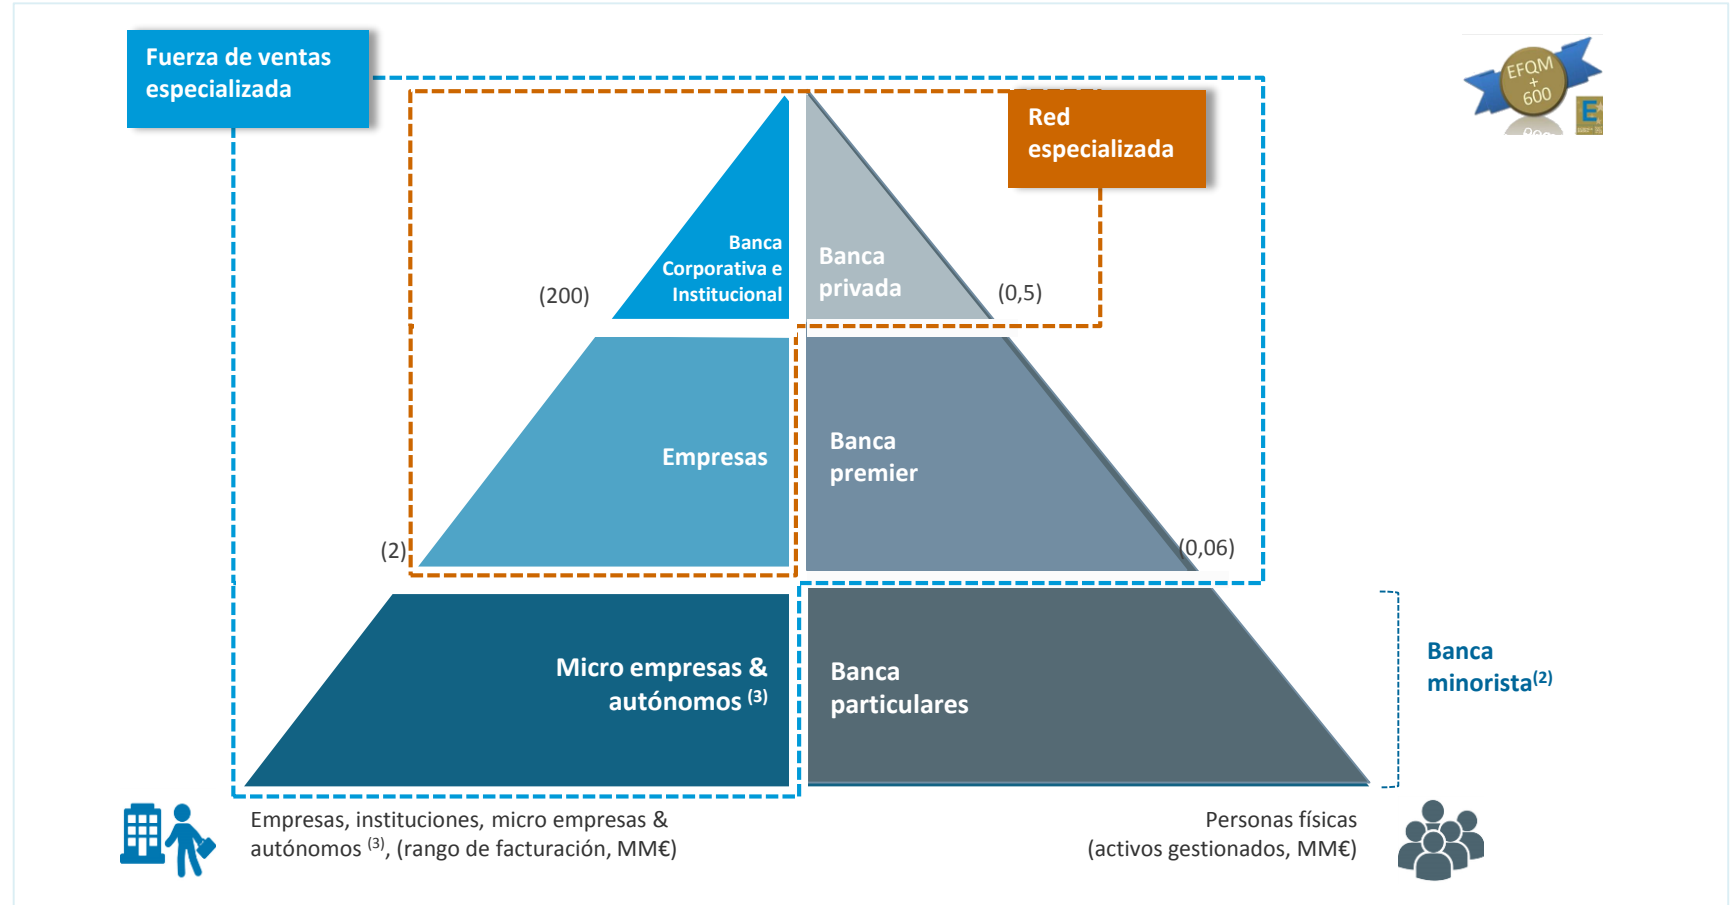 Fuerza de ventas
especializada
EFQM
+
600
E
Red
especializada
Banca
Corporativa e
Institucional
Banca
privada
(200)
(0,5)
Empresas
Banca
premier
(2)
(0,06)
Micro empresas &
autónomos (3)
Banca
particulares
Banca
minorista(2)
Empresas, instituciones, micro empresas &
autónomos (3), (rango de facturación, MM€)
Personas físicas
(activos gestionados, MM€)